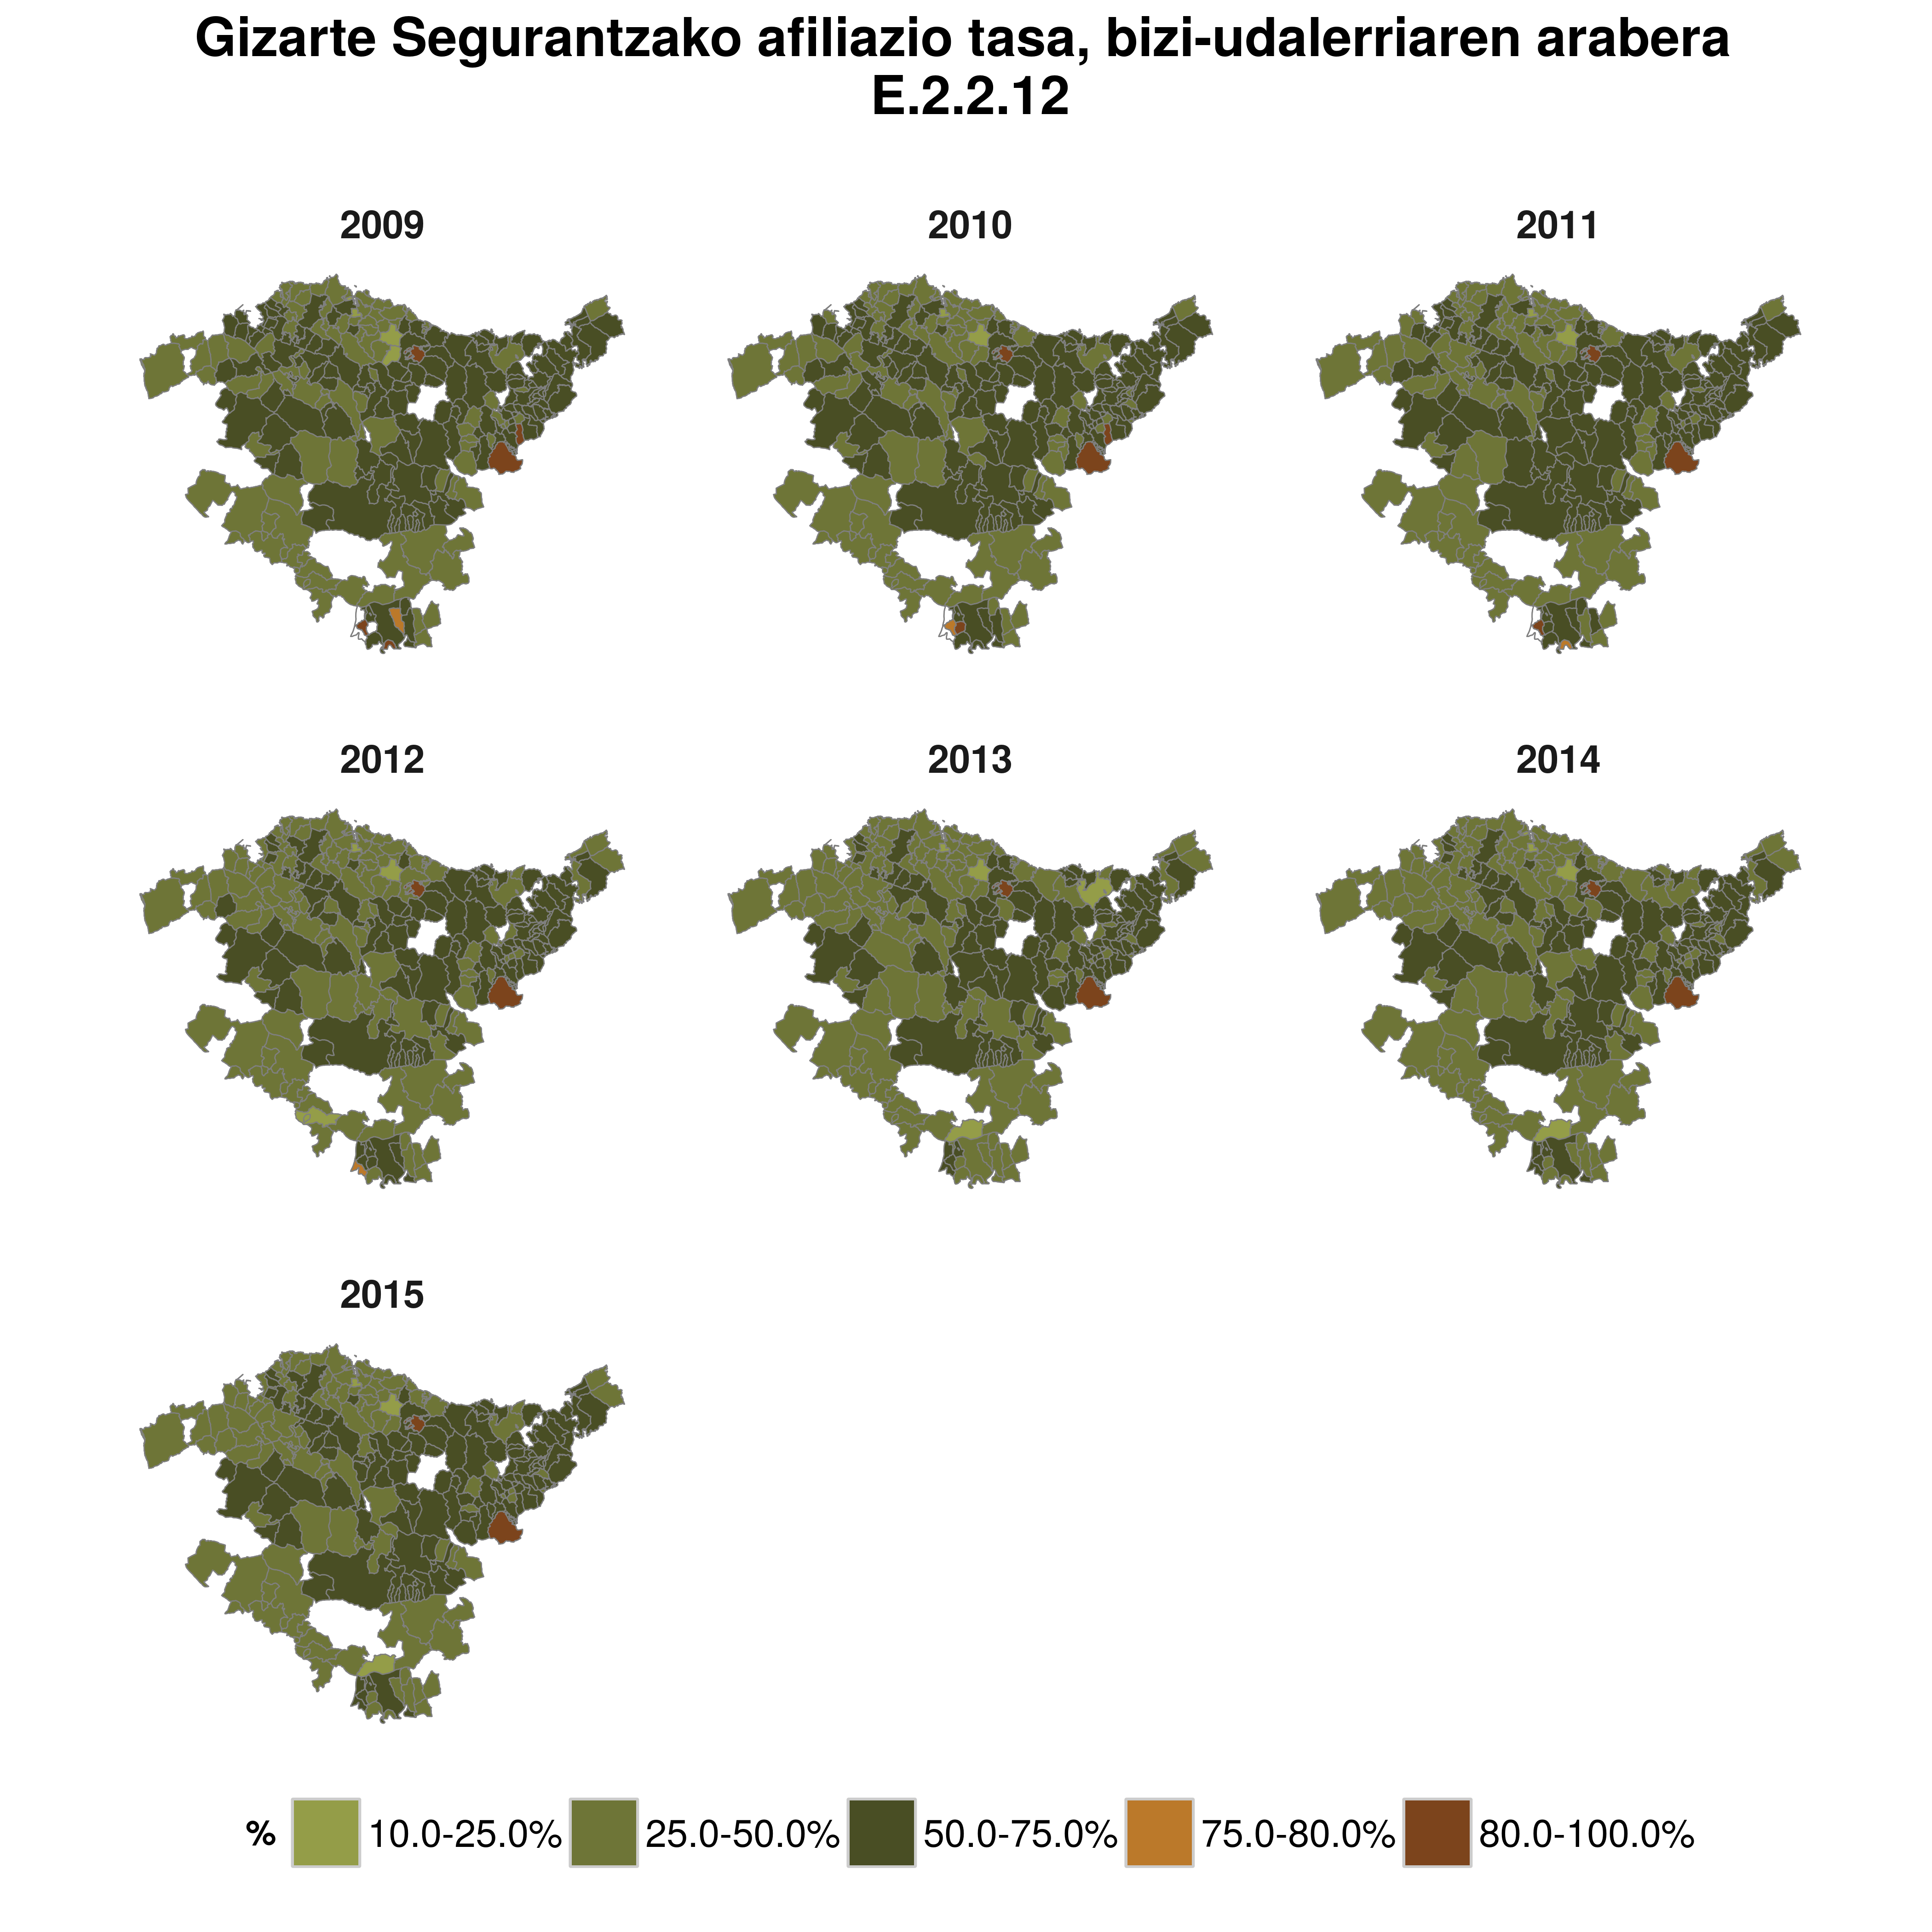 Gizarte Segurantzako afiliazio tasa, bizi-udalerriaren arabera
E.2.2.12
2009
2010
2011
2012
2013
2014
2015
% 10.0-25.0% 25.0-50.0% 50.0-75.0% 75.0-80.0% 80.0-100.0%